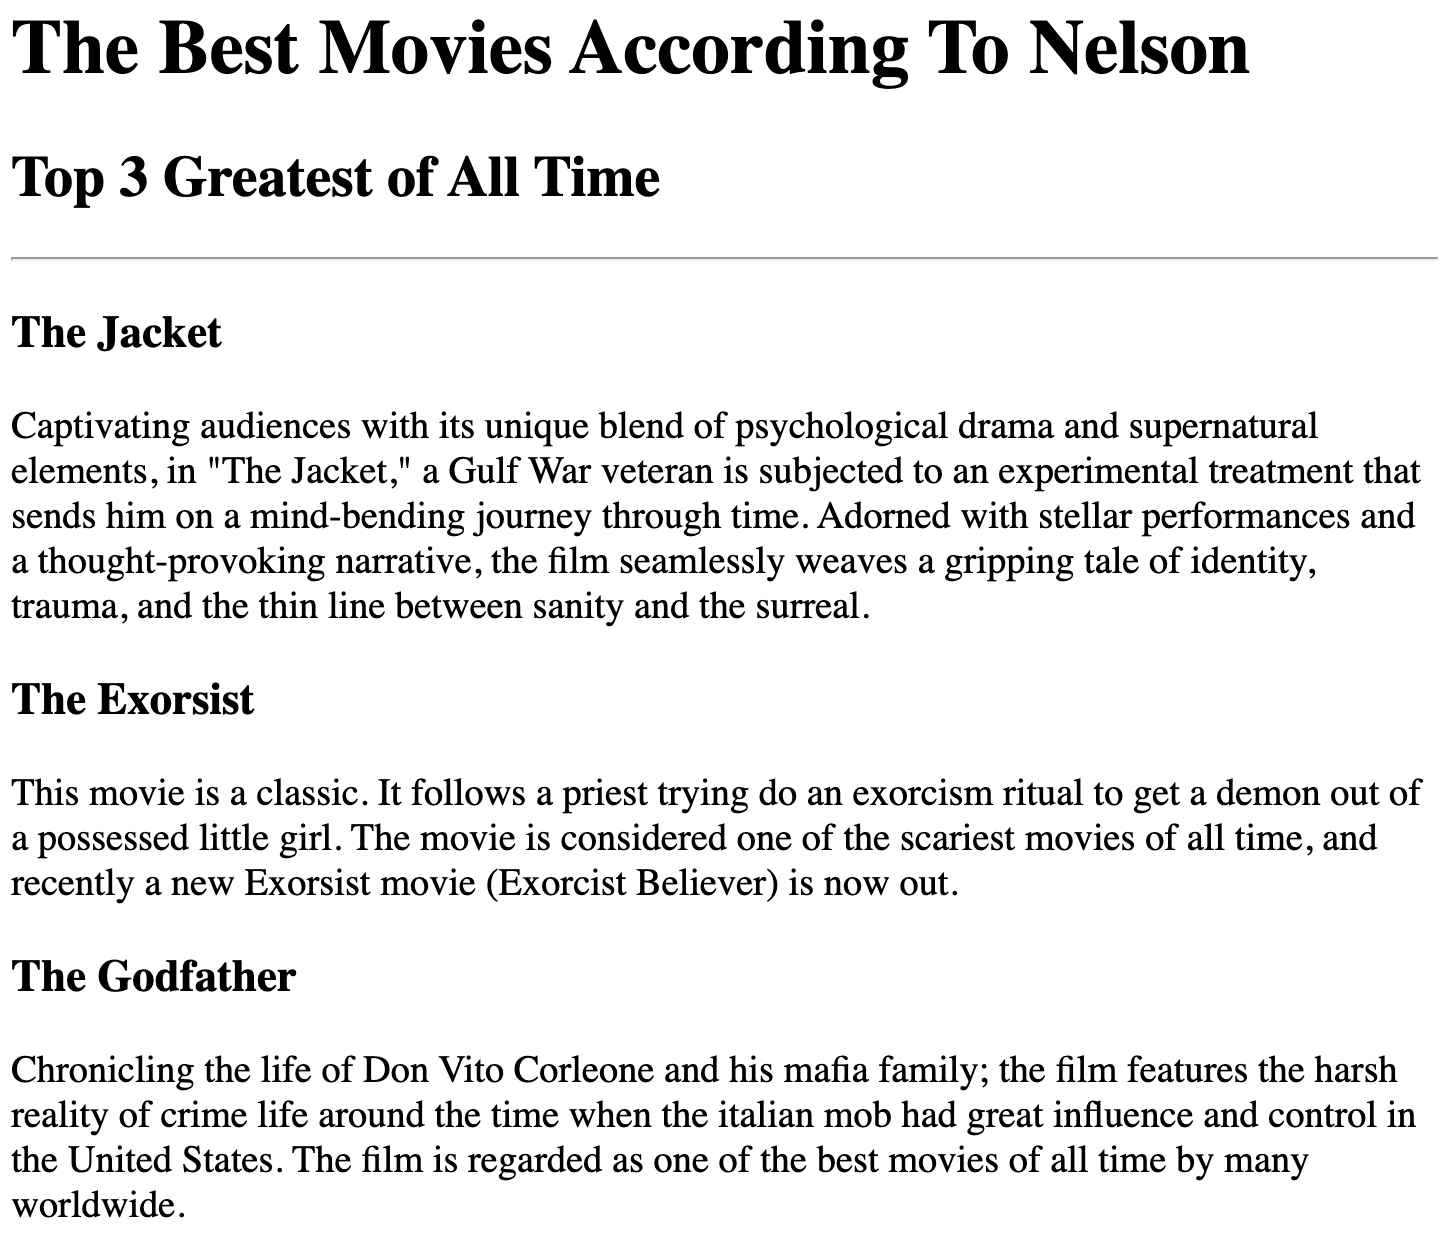 The Best Movies According To Nelson
Top 3 Greatest of All Time
The Jacket
Captivating audiences with its unique blend of psychological drama and supernatural
elements, in "The Jacket," a Gulf War veteran is subjected to an experimental treatment that
sends him on a mind-bending journey through time. Adorned with stellar performances and
a thought-provoking narrative, the film seamlessly weaves a gripping tale of identity,
trauma, and the thin line between sanity and the surreal.
The Exorsist
This movie is a classic. It follows a priest trying do an exorcism ritual to get a demon out of
a possessed little girl. The movie is considered one of the scariest movies of all time, and
recently a new Exorsist movie (Exorcist Believer) is now out.
The Godfather
Chronicling the life of Don Vito Corleone and his mafia family; the film features the harsh
reality of crime life around the time when the italian mob had great influence and control in
the United States. The film is regarded as one of the best movies of all time by many
worldwide.